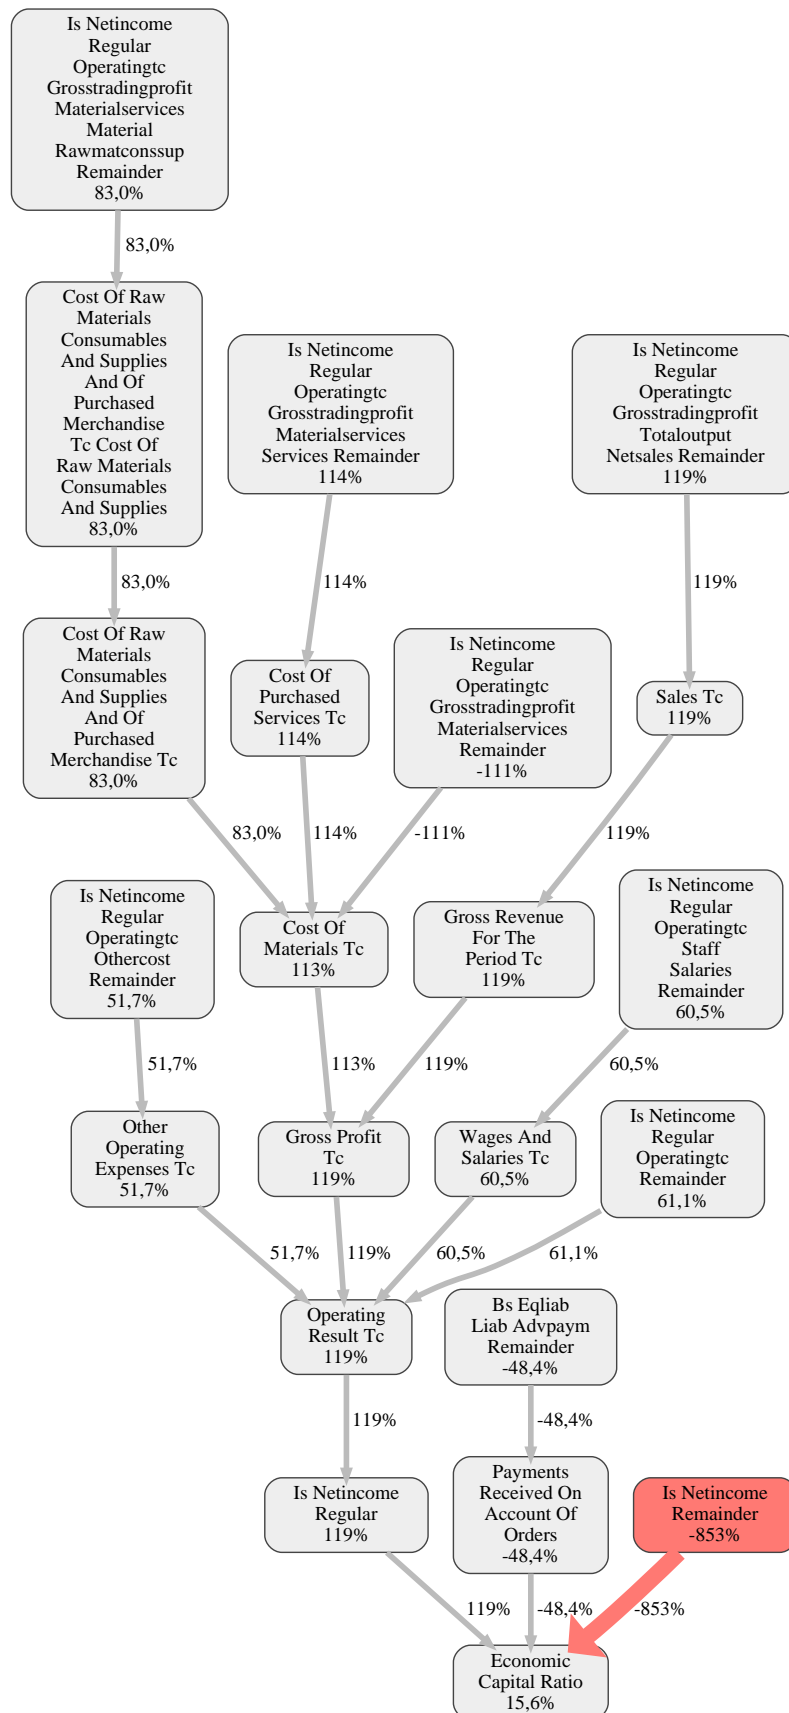 Is Netincome
Regular
Operatingtc
Grosstradingprofit
Materialservices
Material
Rawmatconssup
Remainder
83,0%
83,0%
Cost Of Raw
Materials
Consumables
And Supplies
And Of
Purchased
Merchandise
Tc Cost Of
Raw Materials
Consumables
And Supplies
83,0%
Is Netincome
Regular
Operatingtc
Grosstradingprofit
Materialservices
Services Remainder
114%
Is Netincome
Regular
Operatingtc
Grosstradingprofit
Totaloutput
Netsales Remainder
119%
83,0%
114%
119%
Cost Of Raw
Materials
Consumables
And Supplies
And Of
Purchased
Merchandise Tc
83,0%
Cost Of
Purchased
Services Tc
114%
Is Netincome
Regular
Operatingtc
Grosstradingprofit
Materialservices
Remainder
-111%
Sales Tc
119%
83,0%
114%
-111%
119%
Is Netincome
Regular
Operatingtc
Othercost
Remainder
51,7%
Cost Of
Materials Tc
113%
Gross Revenue
For The
Period Tc
119%
Is Netincome
Regular
Operatingtc
Staff
Salaries
Remainder
60,5%
51,7%
113%
119%
60,5%
Other
Operating
Expenses Tc
51,7%
Gross Profit
Tc
119%
Wages And
Salaries Tc
60,5%
Is Netincome
Regular
Operatingtc
Remainder
61,1%
51,7%
119%
60,5%
61,1%
Operating
Result Tc
119%
Bs Eqliab
Liab Advpaym
Remainder
-48,4%
119%
-48,4%
Is Netincome
Regular
119%
Payments
Received On
Account Of
Orders
-48,4%
Is Netincome
Remainder
-853%
119%
-48,4%
-853%
Economic
Capital Ratio
15,6%